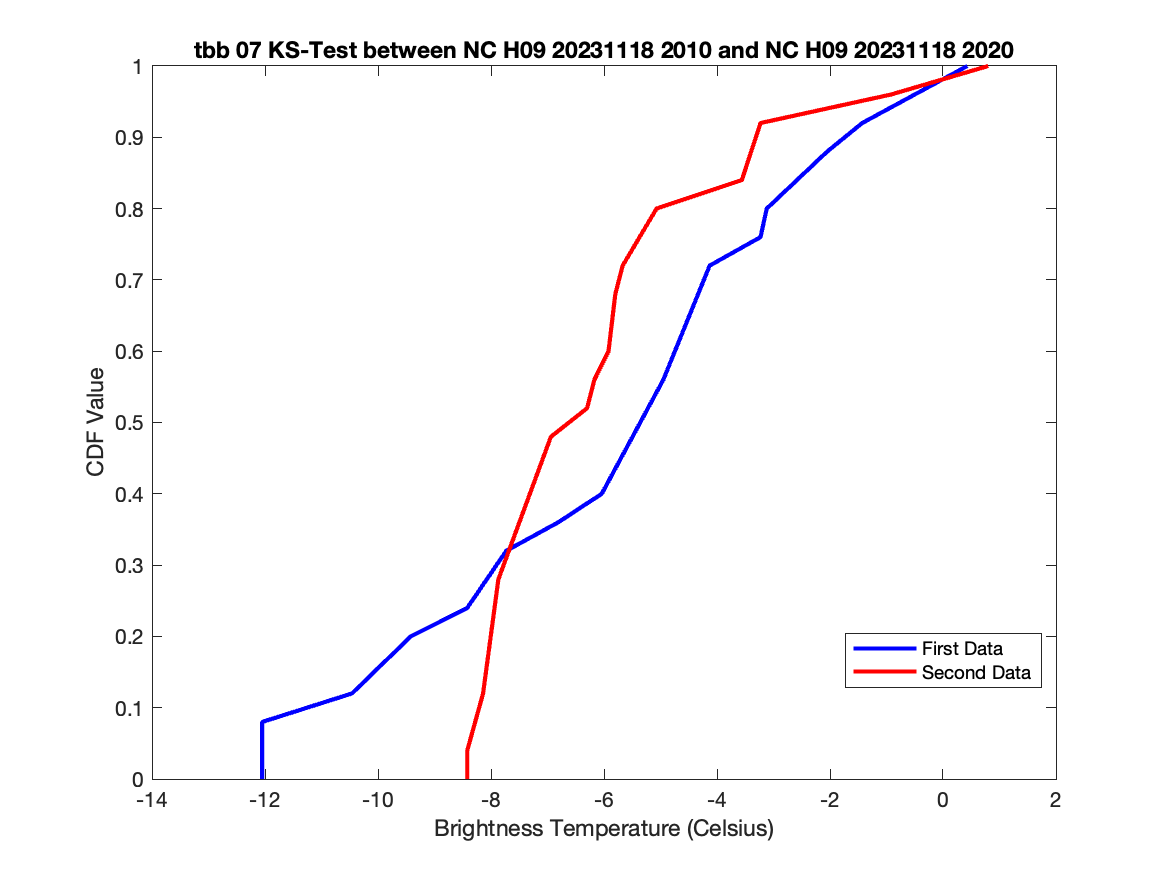 tbb 07 KS-Test between NC H09 20231118 2010 and NC H09 20231118 2020
1
0.9
0.8
0.7
0.6
0.5
0.4
0.3
0.2
0.1
0
CDF Value
First Data
Second Data
-14 -12 -10 -8 -6 -4 -2 0 2
Brightness Temperature (Celsius)